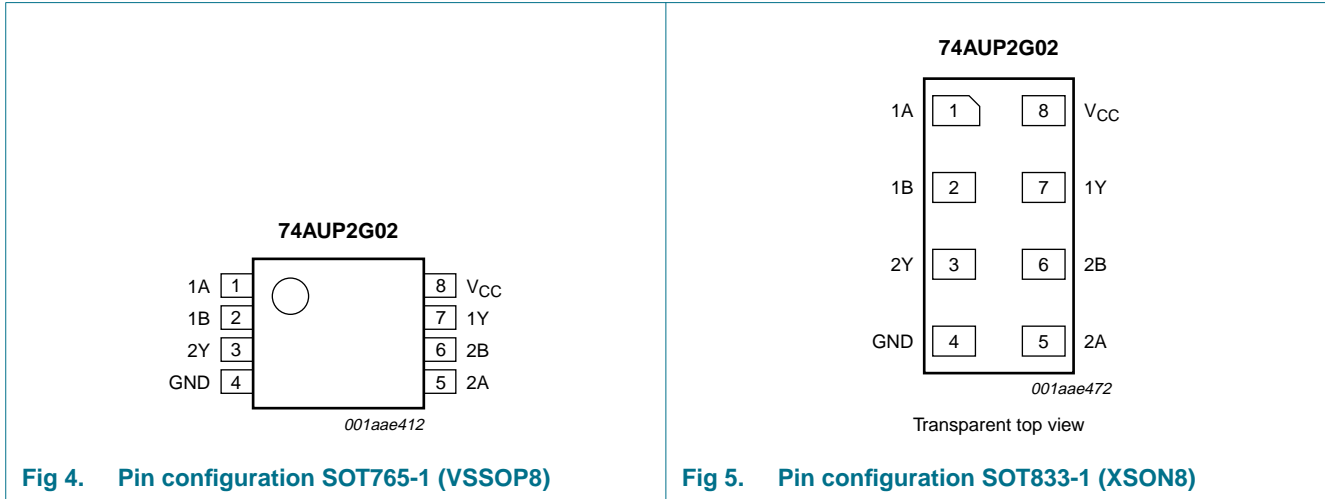 74AUP2G02
1A 1 8 VCC
1B 2 7 1Y
2Y 3 6 2B
GND 4 5 2A
001aae412
Fig 4. Pin configuration SOT765-1 (VSSOP8)
74AUP2G02
1A 1 8 VCC
1B 2 7 1Y
2Y 3 6 2B
GND 4 5 2A
001aae472
Transparent top view
Fig 5. Pin configuration SOT833-1 (XSON8)